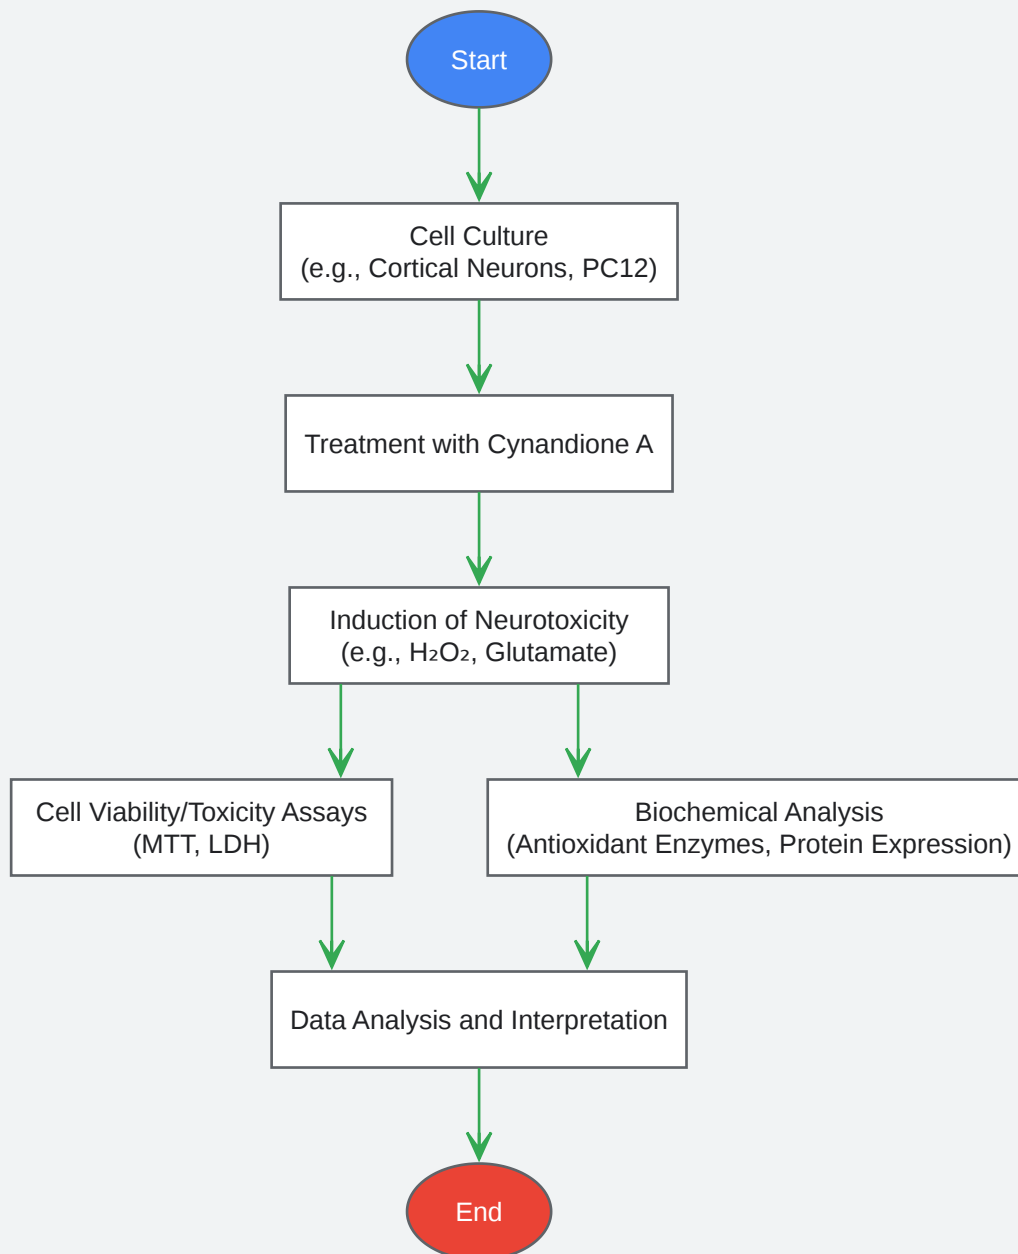 Start
Cell Culture
(e.g., Cortical Neurons, PC12)
Treatment with Cynandione A
Induction of Neurotoxicity
(e.g., H₂O₂, Glutamate)
Cell Viability/Toxicity Assays
(MTT, LDH)
Biochemical Analysis
(Antioxidant Enzymes, Protein Expression)
Data Analysis and Interpretation
End